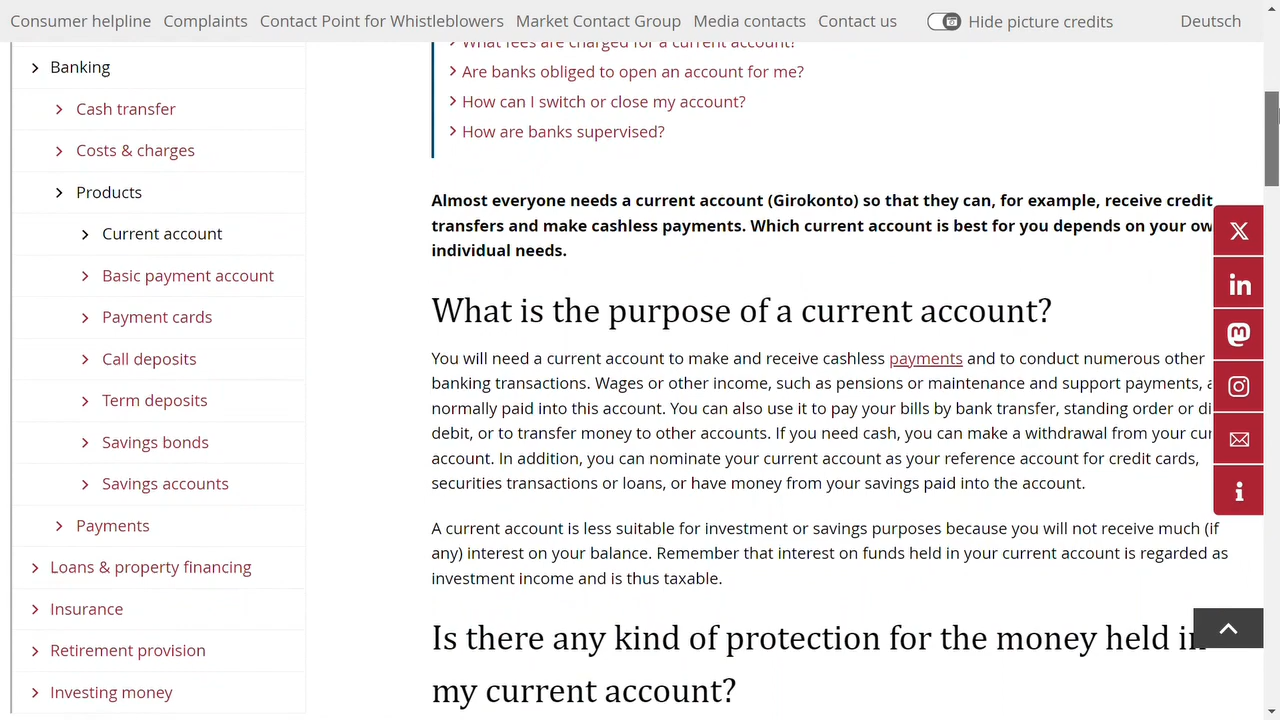 Consumer helpline Complaints Contact Point for Whistleblowers Market Contact Group Media contacts Contact us Hide picture credits Deutsch
Banking
Cash transfer
Costs & charges
Products
Current account
Basic payment account
Payment cards
Call deposits
Term deposits
Savings bonds
Savings accounts
Payments
Loans & property financing
Insurance
Retirement provision
Investing money
What fees are charged for a current account?
Are banks obliged to open an account for me?
How can I switch or close my account?
How are banks supervised?
Almost everyone needs a current account (Girokonto) so that they can, for example, receive credit
transfers and make cashless payments. Which current account is best for you depends on your
individual needs.
What is the purpose of a current account?
You will need a current account to make and receive cashless payments and to conduct numerous other
banking transactions. Wages or other income, such as pensions or maintenance and support payments,
normally paid into this account. You can also use it to pay your bills by bank transfer, standing order or
debit, or to transfer money to other accounts. If you need cash, you can make a withdrawal from your
account. In addition, you can nominate your current account as your reference account for credit cards,
securities transactions or loans, or have money from your savings paid into the account.
A current account is less suitable for investment or savings purposes because you will not receive much (if
any) interest on your balance. Remember that interest on funds held in your current account is regarded as
investment income and is thus taxable.
Is there any kind of protection for the money held in
my current account?